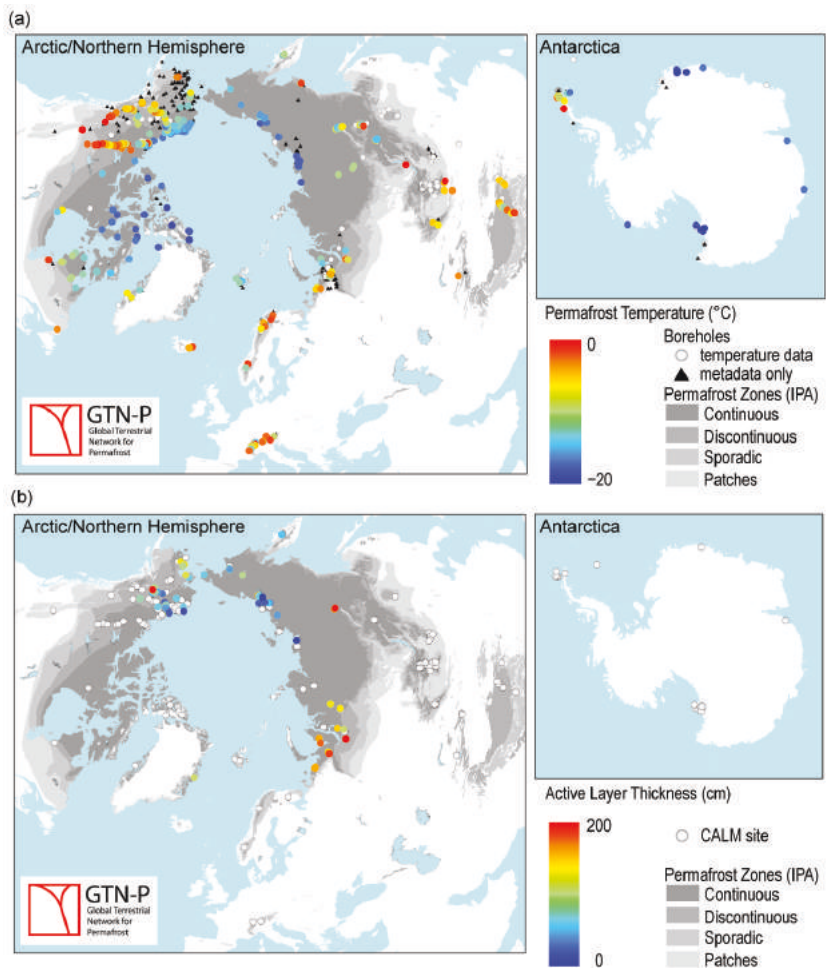 (a)
Arctic/Northern Hemisphere
Antarctica
Permafrost Temperature (°C)
0
−20
Boreholes
temperature data
metadata only
Permafrost Zones (IPA)
Continuous
Discontinuous
Sporadic
Patches
GTN-P
Global Terrestrial
Network for
Permafrost
(b)
Arctic/Northern Hemisphere
Antarctica
Active Layer Thickness (cm)
200
0
CALM site
Permafrost Zones (IPA)
Continuous
Discontinuous
Sporadic
Patches
GTN-P
Global Terrestrial
Network for
Permafrost